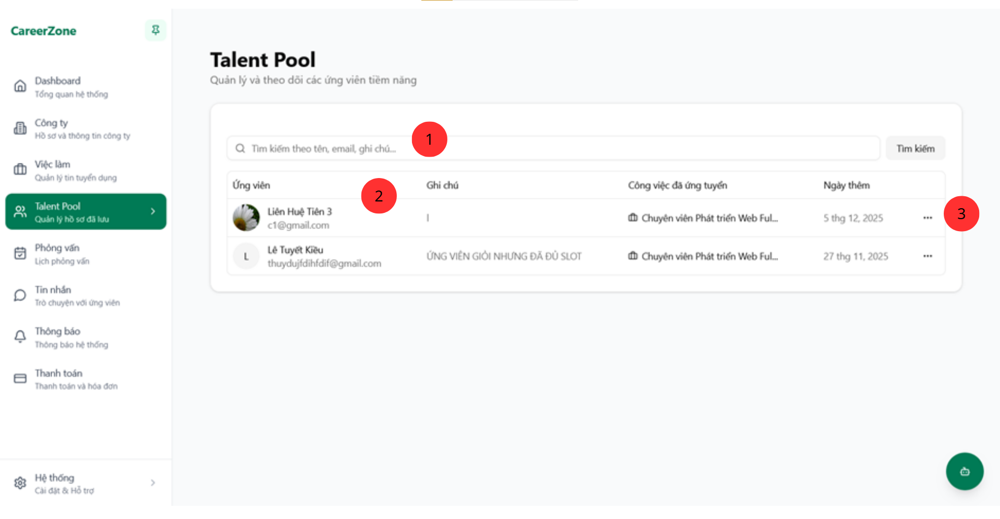 CareerZone
Dashboard
Tổng quan hệ thống
Công ty
Hồ sơ và thông tin công ty
Việc làm
Quản lý tin tuyển dụng
Talent Pool
Quản lý hồ sơ đã lưu
Phỏng vấn
Lịch phỏng vấn
Tin nhắn
Trò chuyện với ứng viên
Thông báo
Thông báo hệ thống
Thanh toán
Thanh toán và hóa đơn
Hệ thống
Cài đặt & Hỗ trợ
Talent Pool
Quản lý và theo dõi các ứng viên tiềm năng
1
Tìm kiếm theo tên, email, ghi chú...
Tìm kiếm
2
Ứng viên Ghi chú Công việc đã ứng tuyển Ngày thêm
3
Liên Huệ Tiên 3
c1@gmail.com
l
Chuyên viên Phát triển Web Ful...
5 thg 12, 2025
L
Lê Tuyết Kiều
thuydujfdihfdif@gmail.com
ỨNG VIÊN GIỎI NHƯNG ĐÃ ĐỦ SLOT
Chuyên viên Phát triển Web Ful...
27 thg 11, 2025